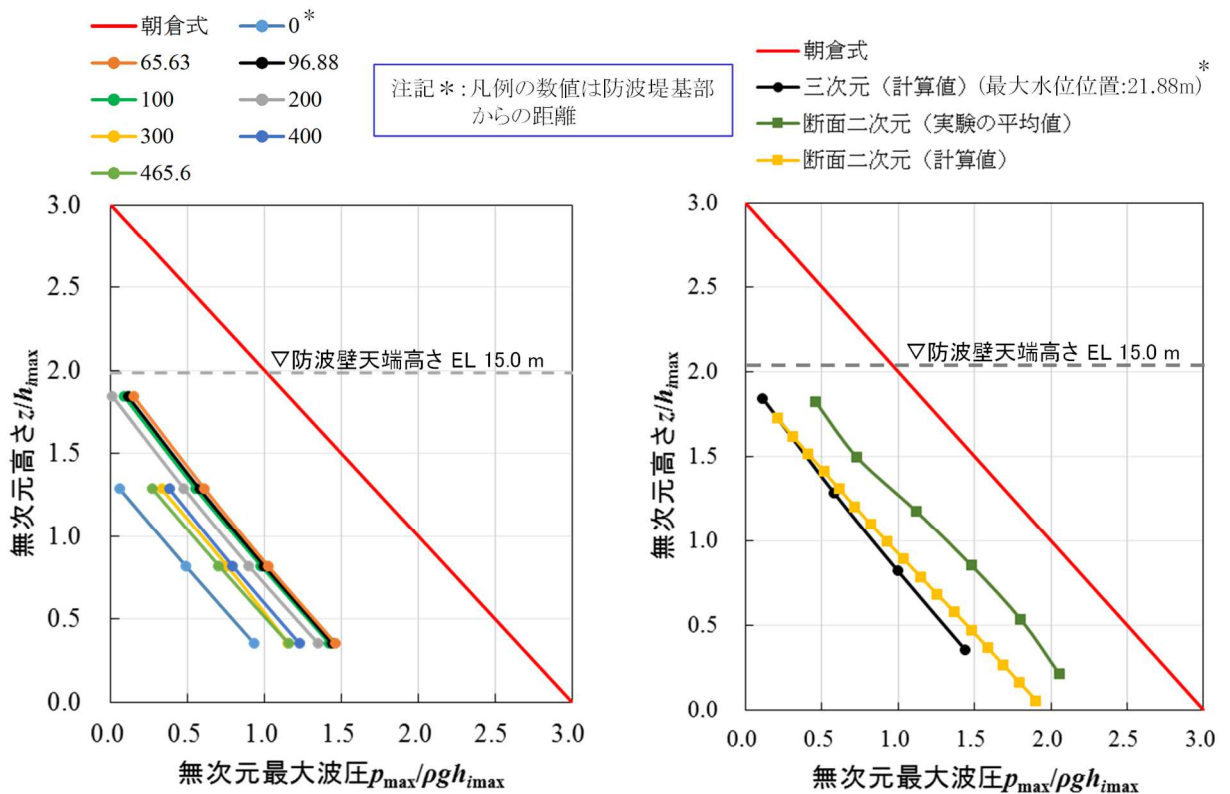 朝倉式
0*
65.63
96.88
100
200
300
400
465.6
注記*：凡例の数値は防波堤基部
からの距離
朝倉式
三次元（計算値）(最大水位位置:21.88m)*
断面二次元（実験の平均値）
断面二次元（計算値）
3.0
2.5
2.0
1.5
1.0
0.5
0.0
無次元高さz/himax
▽防波壁天端高さ EL 15.0 m
0.0 0.5 1.0 1.5 2.0 2.5 3.0
無次元最大波圧pmax/ρghimax
3.0
2.5
2.0
1.5
1.0
0.5
0.0
無次元高さz/himax
▽防波壁天端高さ EL 15.0 m
0.0 0.5 1.0 1.5 2.0 2.5 3.0
無次元最大波圧pmax/ρghimax